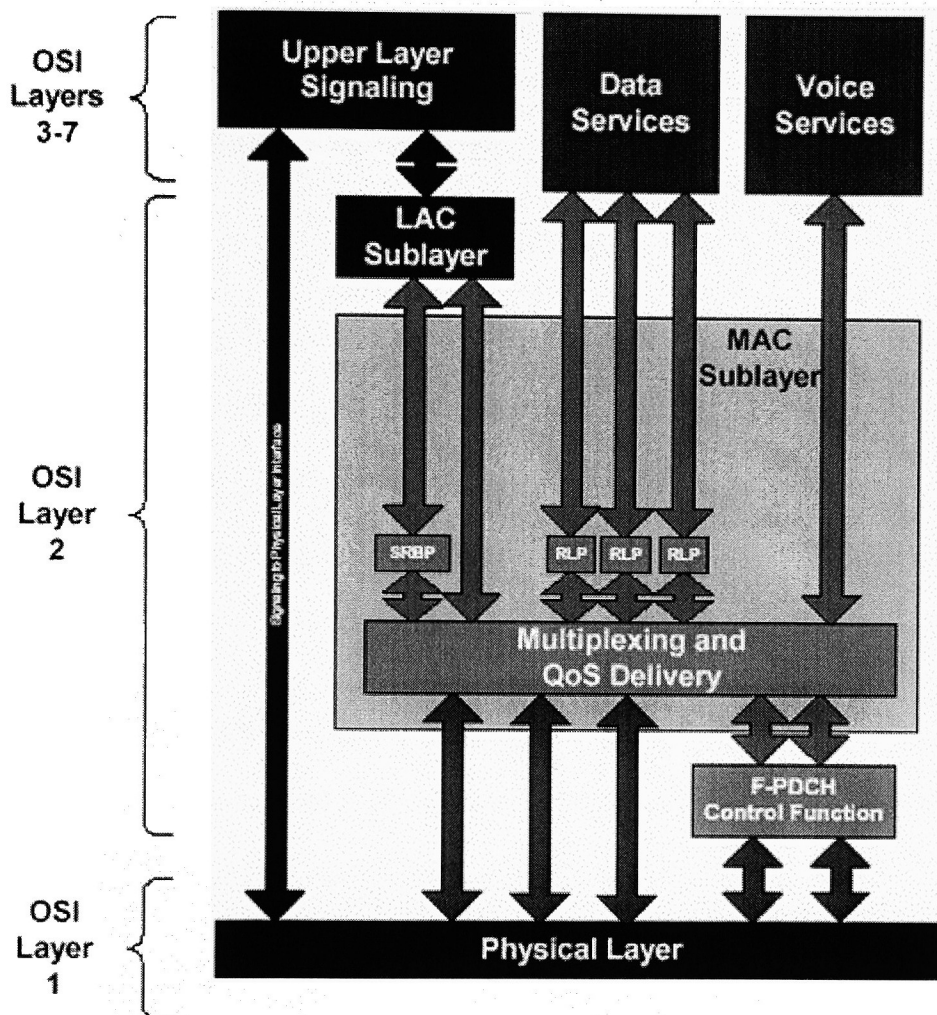 OSI
Layers
3-7
Upper Layer
Signaling
Data
Services
Voice
Services
LAC
Sublayer
MAC
Sublayer
OSI
Layer
2
Signaling to Physical Layer Interface
SRBP
RLP
RLP
RLP
Multiplexing and
QoS Delivery
F-PDCH
Control Function
OSI
Layer
1
Physical Layer